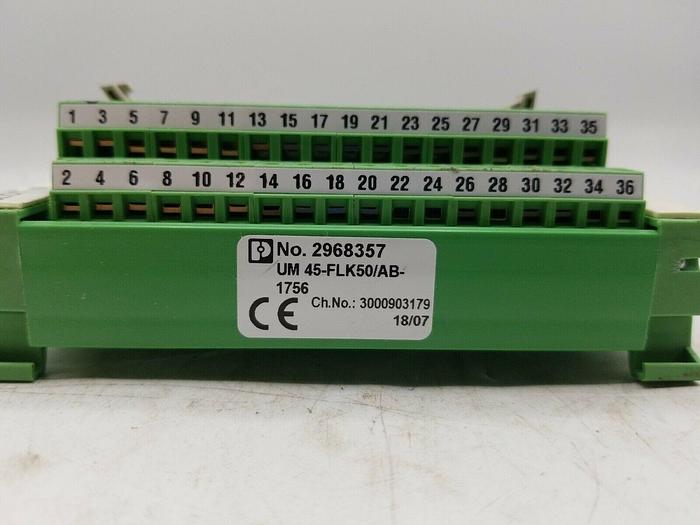 1 3 5 7 9 11 13 15 17 19 21 23 25 27 29 31 33 35
2 4 6 8 10 12 14 16 18 20 22 24 26 28 30 32 34 36
No. 2968357
UM 45-FLK50/AB-
1756
Ch.No.: 3000903179
CE 18/07